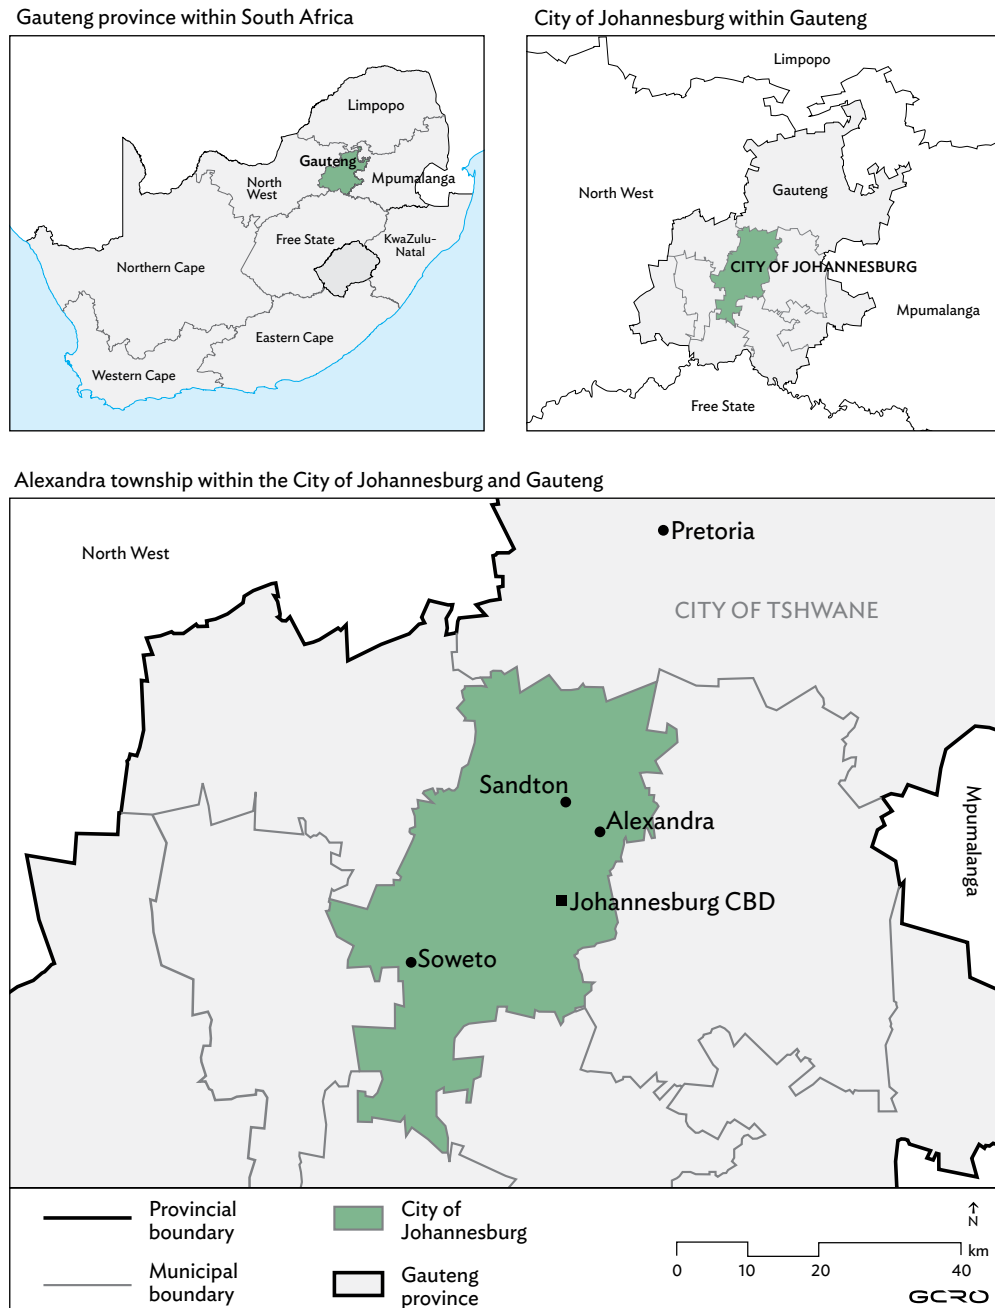 Gauteng province within South Africa
Limpopo
Gauteng
North
West
Mpumalanga
Free State
KwaZulu-
Natal
Northern Cape
Eastern Cape
Western Cape
City of Johannesburg within Gauteng
Limpopo
North West
Gauteng
CITY OF JOHANNESBURG
Mpumalanga
Free State
Alexandra township within the City of Johannesburg and Gauteng
North West
Pretoria
CITY OF TSHWANE
Sandton
Alexandra
Mpumalanga
Johannesburg CBD
Soweto
Provincial
boundary
City of
Johannesburg
Municipal
boundary
Gauteng
province
N
km
0 10 20 40
GCRO